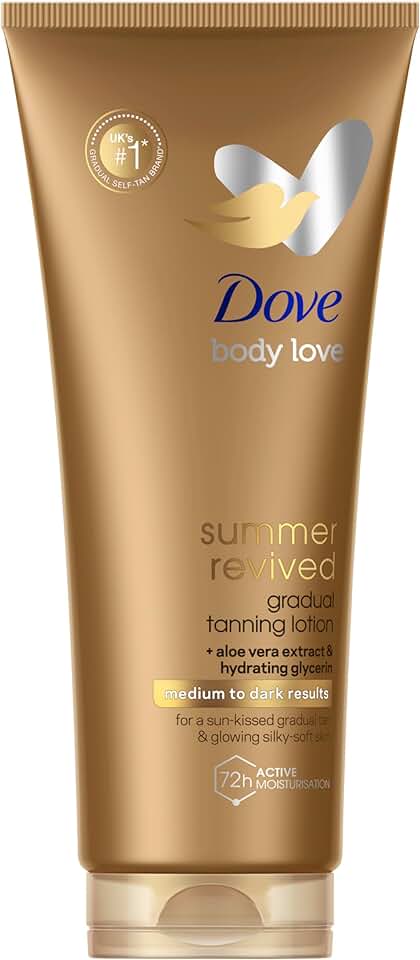 UK's
#1*
GRADUAL SELF-TAN BRAND*
Dove
body love
summer
revived
gradual
tanning lotion
+ aloe vera extract &
hydrating glycerin
medium to dark results
for a sun-kissed gradual tan
& glowing silky-soft skin
72h ACTIVE
MOISTURISATION